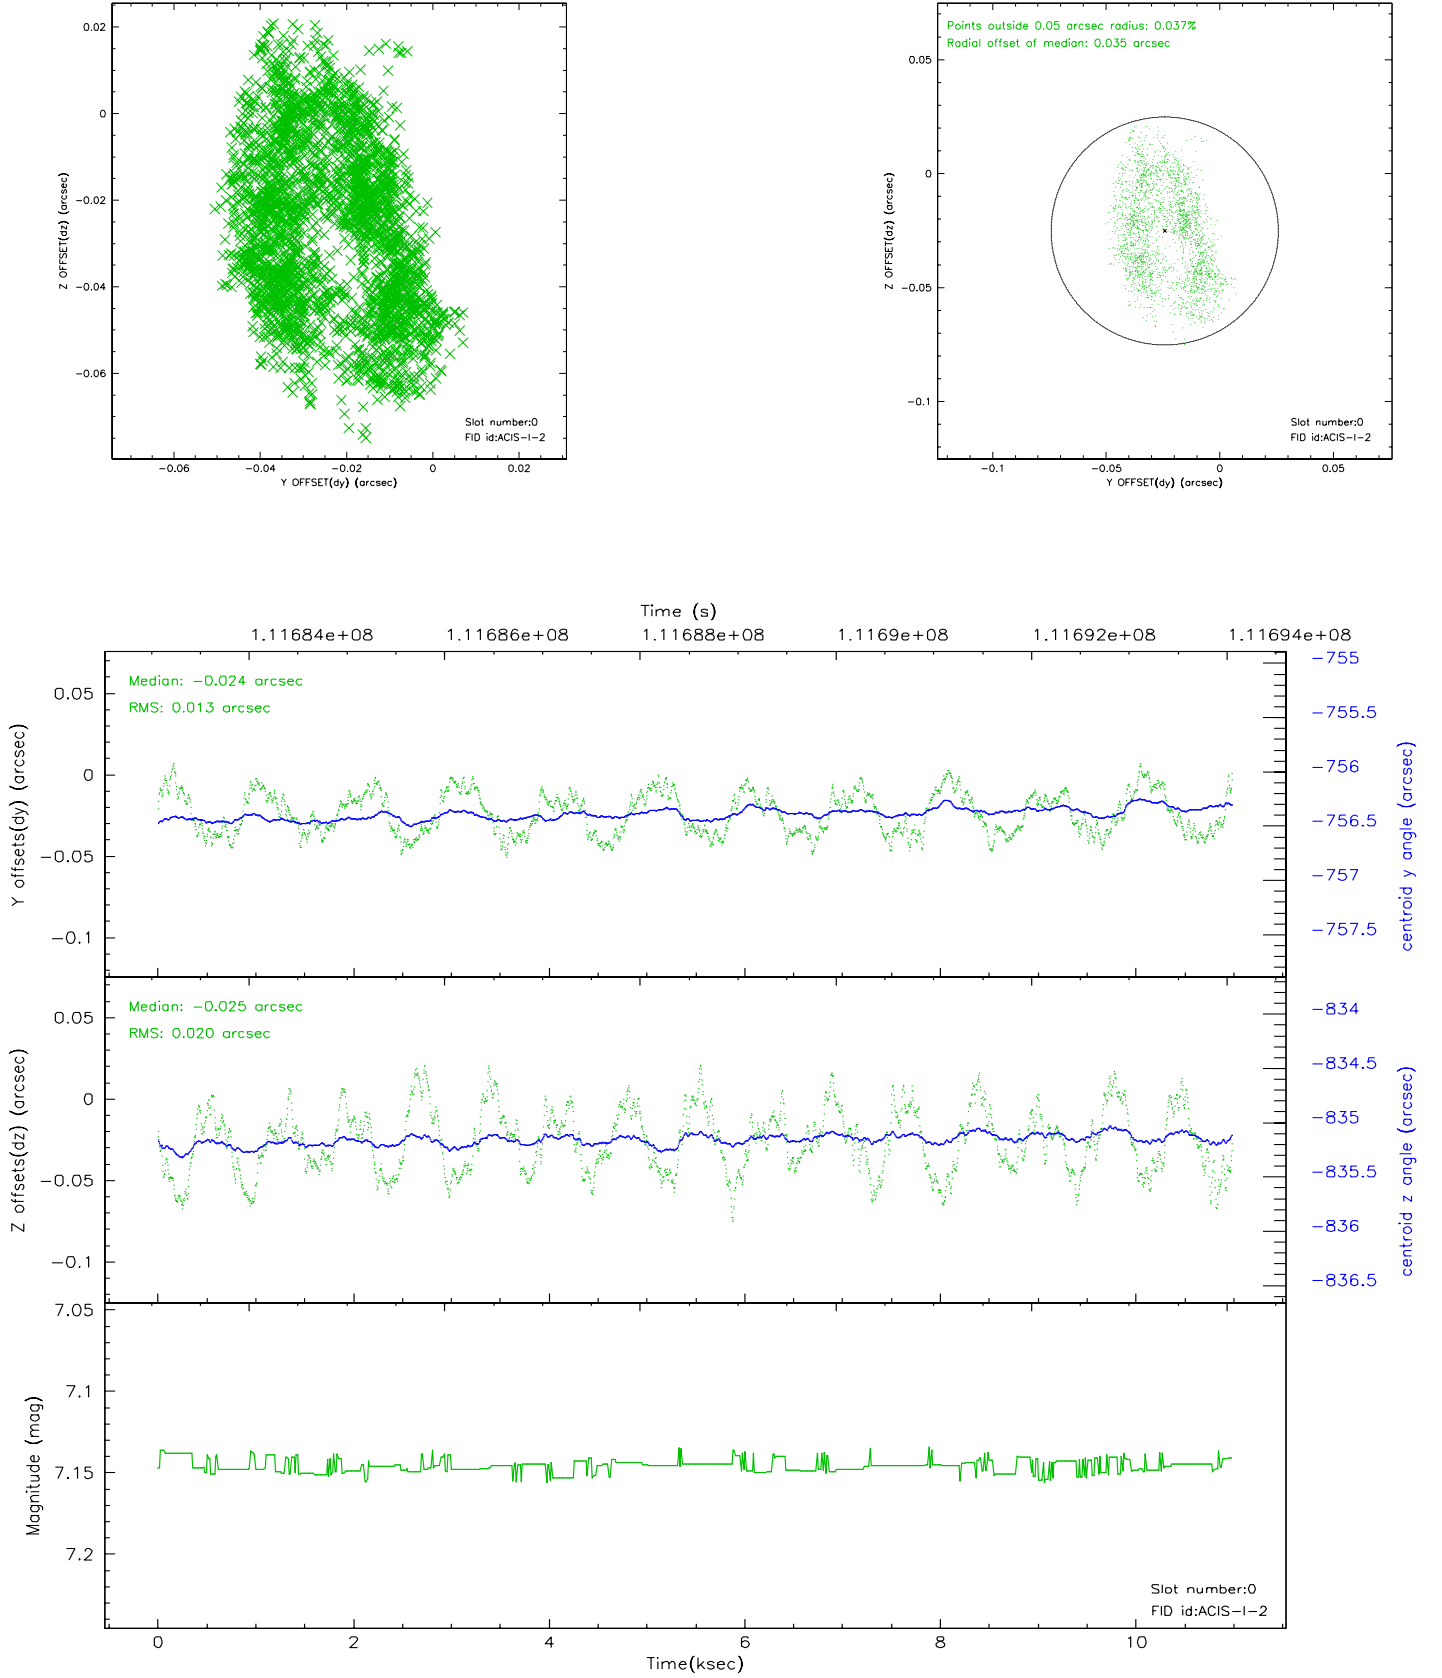 0.02
0
−0.02
−0.04
−0.06
Z OFFSET(dz) (arcsec)
Slot number:0
FID id:ACIS−I−2
−0.06
−0.04
−0.02
0
0.02
Y OFFSET(dy) (arcsec)
Points outside 0.05 arcsec radius: 0.037%
Radial offset of median: 0.035 arcsec
0.05
0
−0.05
−0.1
Z OFFSET(dz) (arcsec)
Slot number:0
FID id:ACIS−I−2
−0.1
−0.05
0
0.05
Y OFFSET(dy) (arcsec)
Time (s)
1.11684e+08
1.11686e+08
1.11688e+08
1.1169e+08
1.11692e+08
1.11694e+08
Median: −0.024 arcsec
RMS: 0.013 arcsec
0.05
0
−0.05
−0.1
Y offsets(dy) (arcsec)
−755
−755.5
−756
−756.5
−757
−757.5
centroid y angle (arcsec)
Median: −0.025 arcsec
RMS: 0.020 arcsec
0.05
0
−0.05
−0.1
Z offsets(dz) (arcsec)
−834
−834.5
−835
−835.5
−836
−836.5
centroid z angle (arcsec)
7.05
7.1
7.15
7.2
Magnitude (mag)
Slot number:0
FID id:ACIS−I−2
0
2
4
6
8
10
Time(ksec)